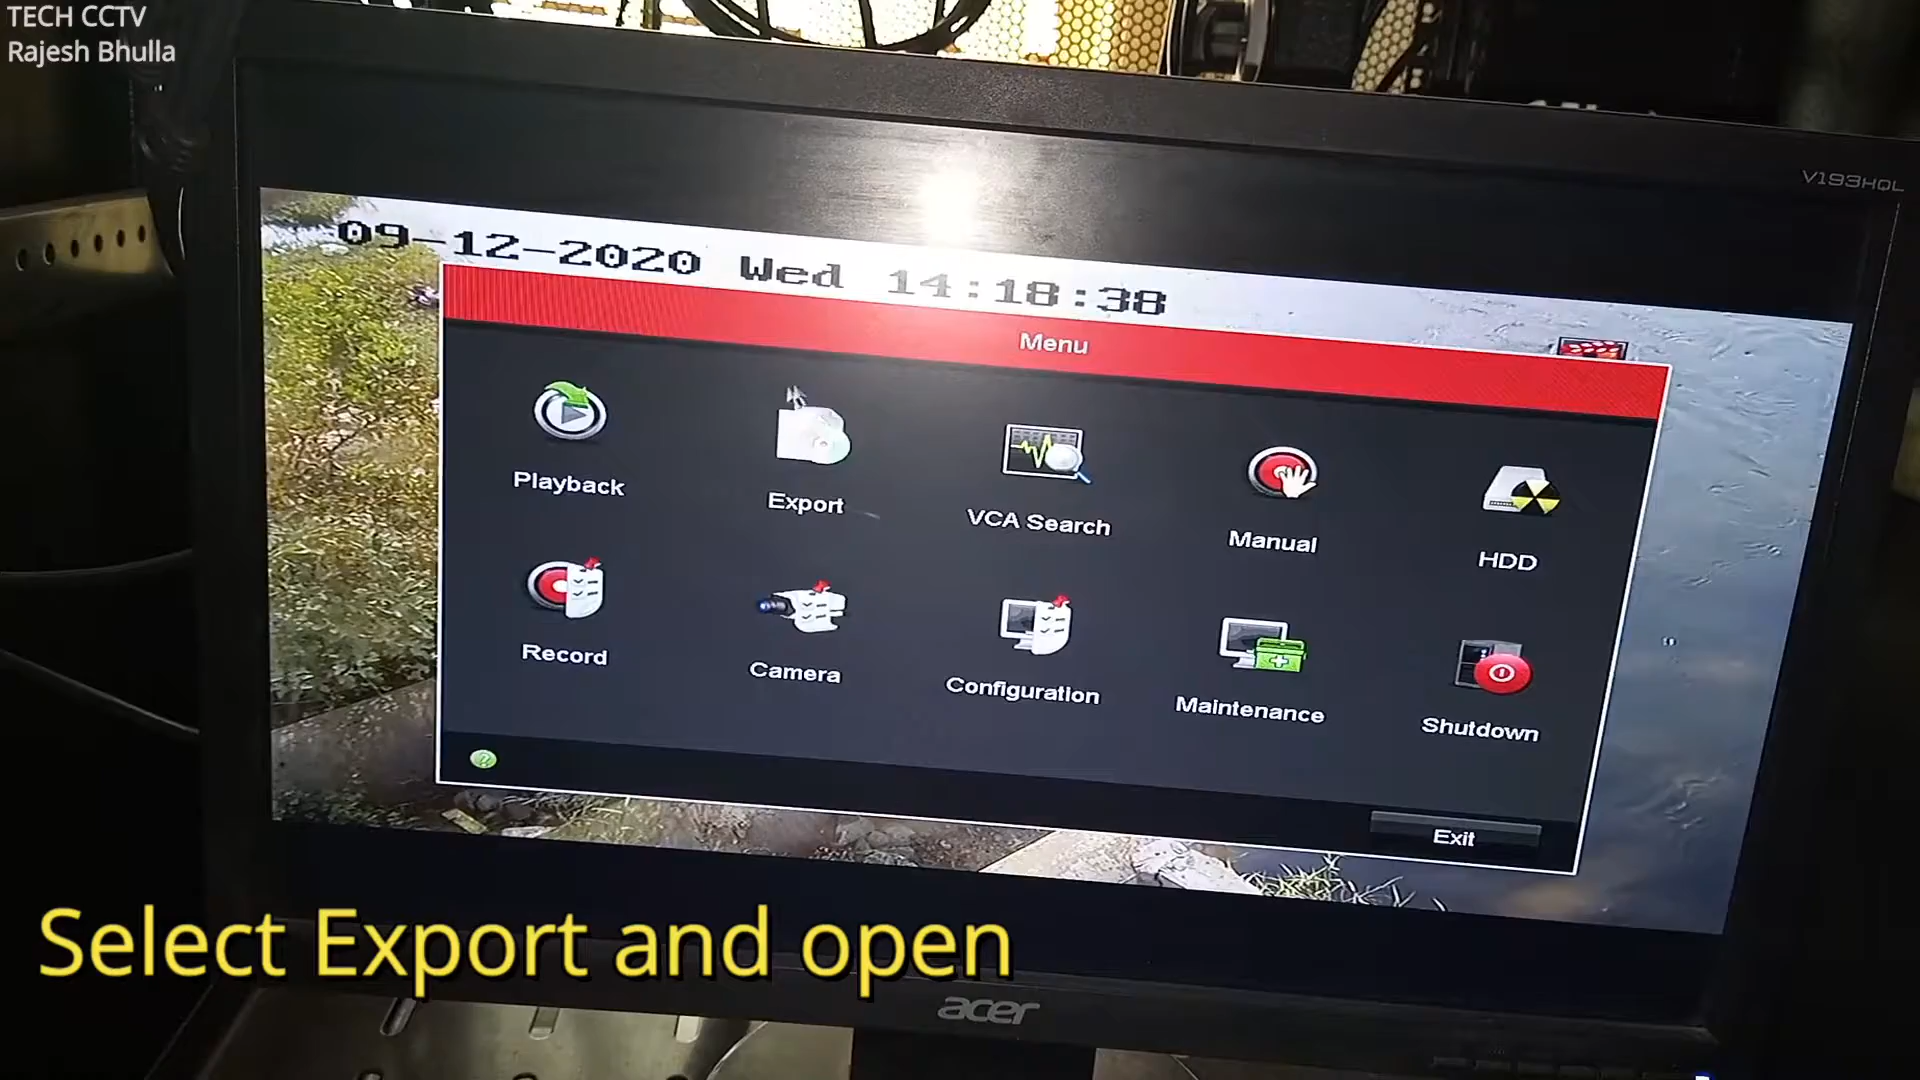 TECH CCTV
Rajesh Bhulla
V193HQL
09-12-2020 Wed 14:18:38
Menu
Playback
Export
VCA Search
Manual
HDD
Record
Camera
Configuration
Maintenance
Shutdown
Exit
Select Export and open
acer